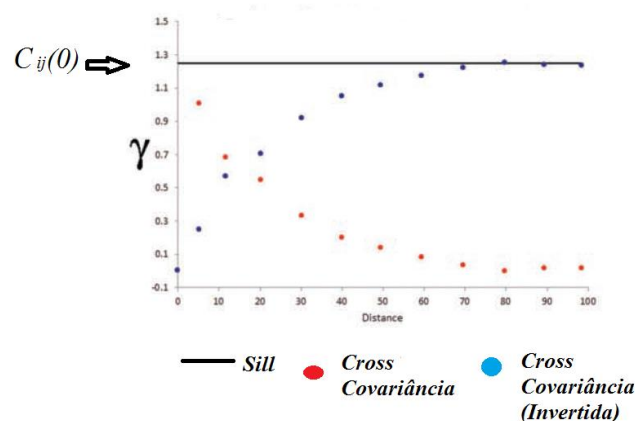 1.5
1.3
1.1
0.9
0.7
0.5
0.3
0.1
-0.1
C ij(0)
γ
0 10 20 30 40 50 60 70 80 90 100
Distance
Sill
Cross
Covariância
Cross
Covariância
(Invertida)